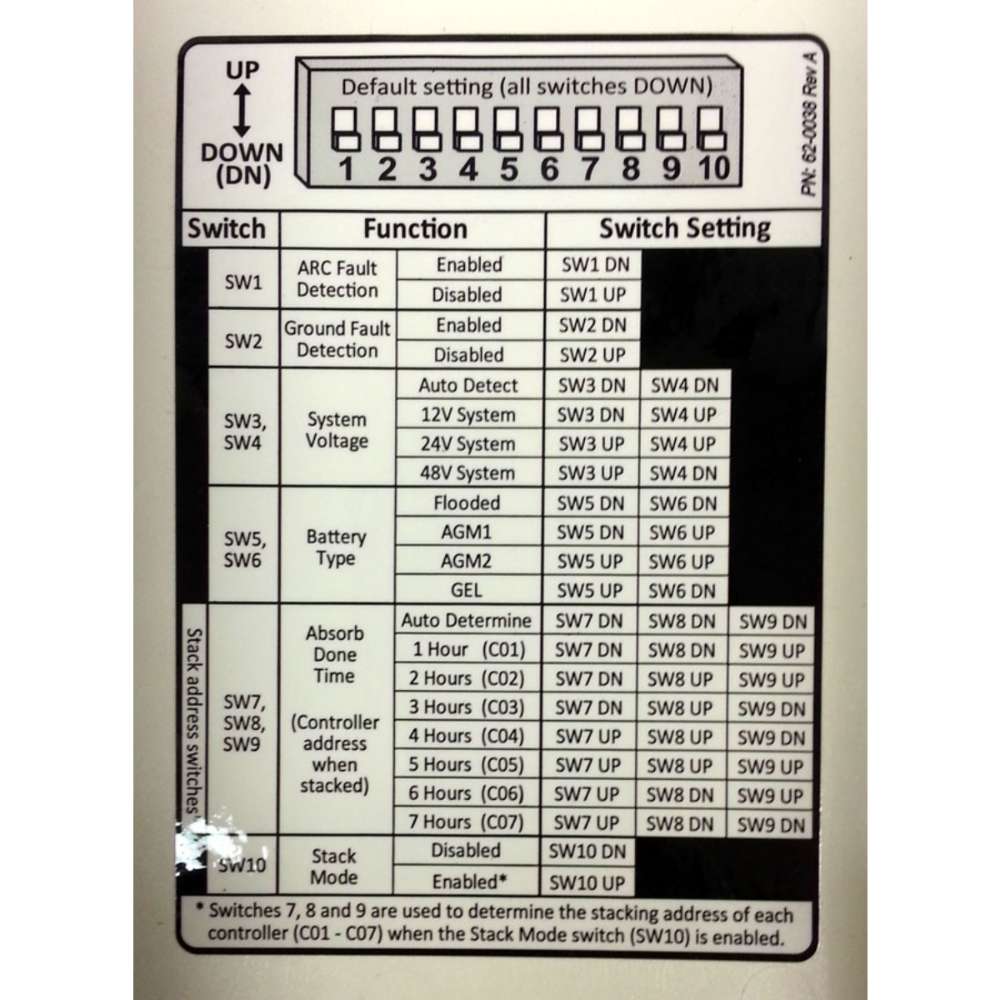 UP
DOWN
(DN)
Default setting (all switches DOWN)
1 2 3 4 5 6 7 8 9 10
PN: 62-0038 Rev A
Switch Function Switch Setting
SW1 ARC Fault Detection Enabled SW1 DN
Disabled SW1 UP
SW2 Ground Fault Detection Enabled SW2 DN
Disabled SW2 UP
SW3, SW4 System Voltage Auto Detect SW3 DN SW4 DN
12V System SW3 DN SW4 UP
24V System SW3 UP SW4 UP
48V System SW3 UP SW4 DN
SW5, SW6 Battery Type Flooded SW5 DN SW6 DN
AGM1 SW5 DN SW6 UP
AGM2 SW5 UP SW6 UP
GEL SW5 UP SW6 DN
Stack address switches*
SW7, SW8, SW9 Absorb Done Time (Controller address when stacked) Auto Determine SW7 DN SW8 DN SW9 DN
1 Hour (C01) SW7 DN SW8 DN SW9 UP
2 Hours (C02) SW7 DN SW8 UP SW9 UP
3 Hours (C03) SW7 DN SW8 UP SW9 DN
4 Hours (C04) SW7 UP SW8 UP SW9 DN
5 Hours (C05) SW7 UP SW8 UP SW9 UP
6 Hours (C06) SW7 UP SW8 DN SW9 UP
7 Hours (C07) SW7 UP SW8 DN SW9 DN
SW10 Stack Mode Disabled SW10 DN
Enabled* SW10 UP
* Switches 7, 8 and 9 are used to determine the stacking address of each
controller (C01 - C07) when the Stack Mode switch (SW10) is enabled.